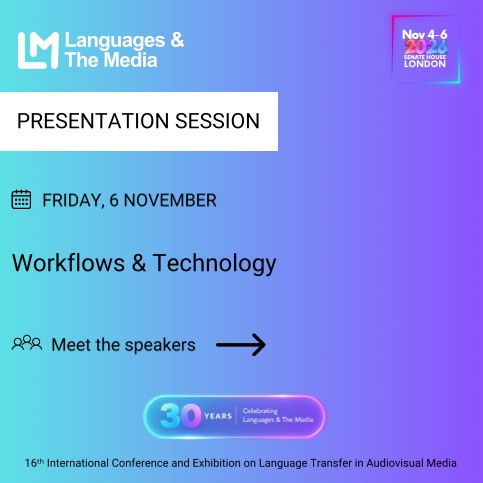 LM Languages &
The Media
Nov 4-6
2026
SENATE HOUSE
LONDON
PRESENTATION SESSION
FRIDAY, 6 NOVEMBER
Workflows & Technology
Meet the speakers
30 YEARS
Celebrating
Languages & The Media
16th International Conference and Exhibition on Language Transfer in Audiovisual Media